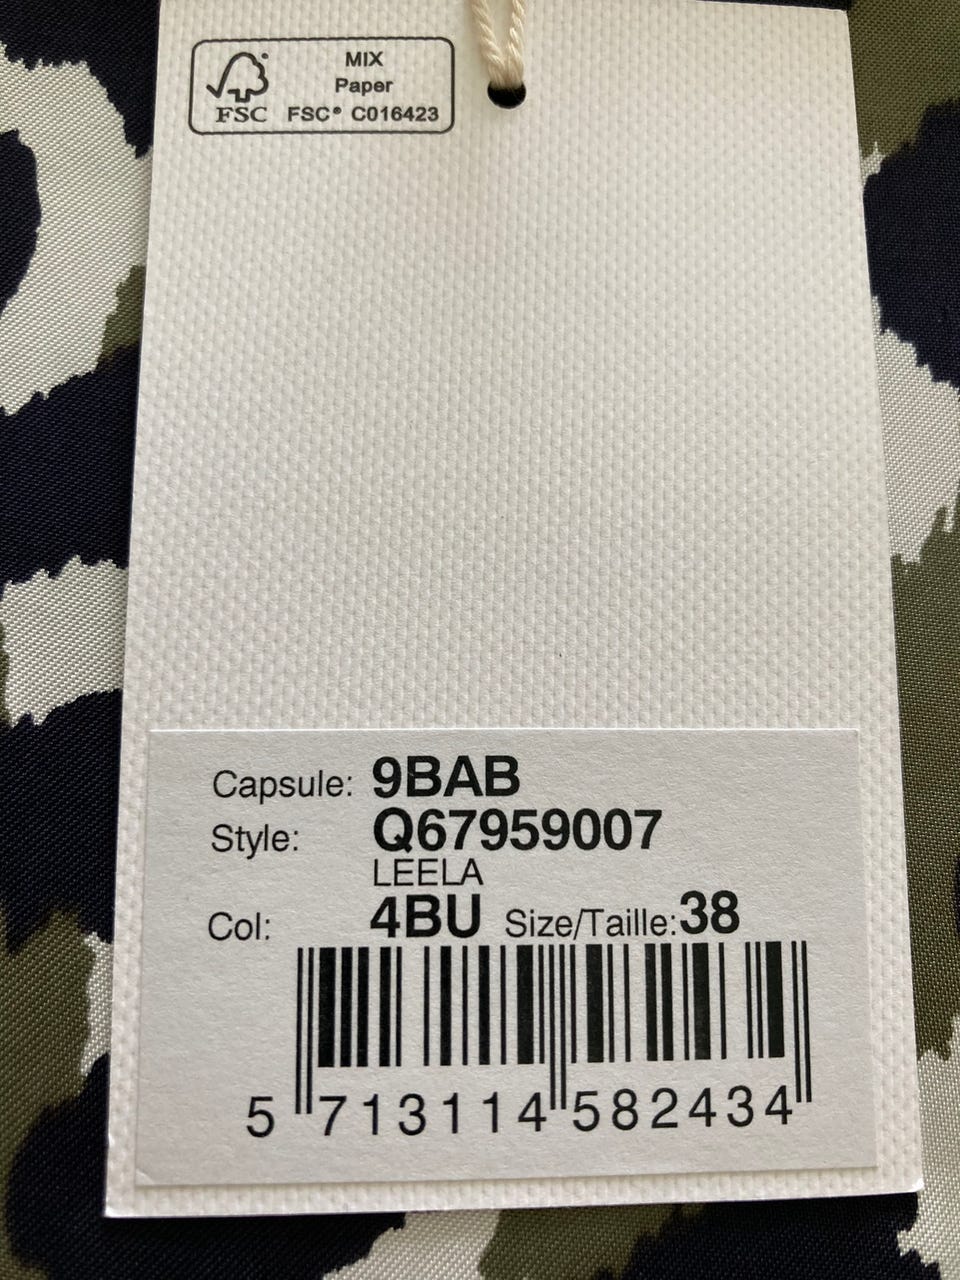 MIX
Paper
FSC FSC® C016423
Capsule: 9BAB
Style: Q67959007
LEELA
Col: 4BU Size/Taille:38
5 713114 582434